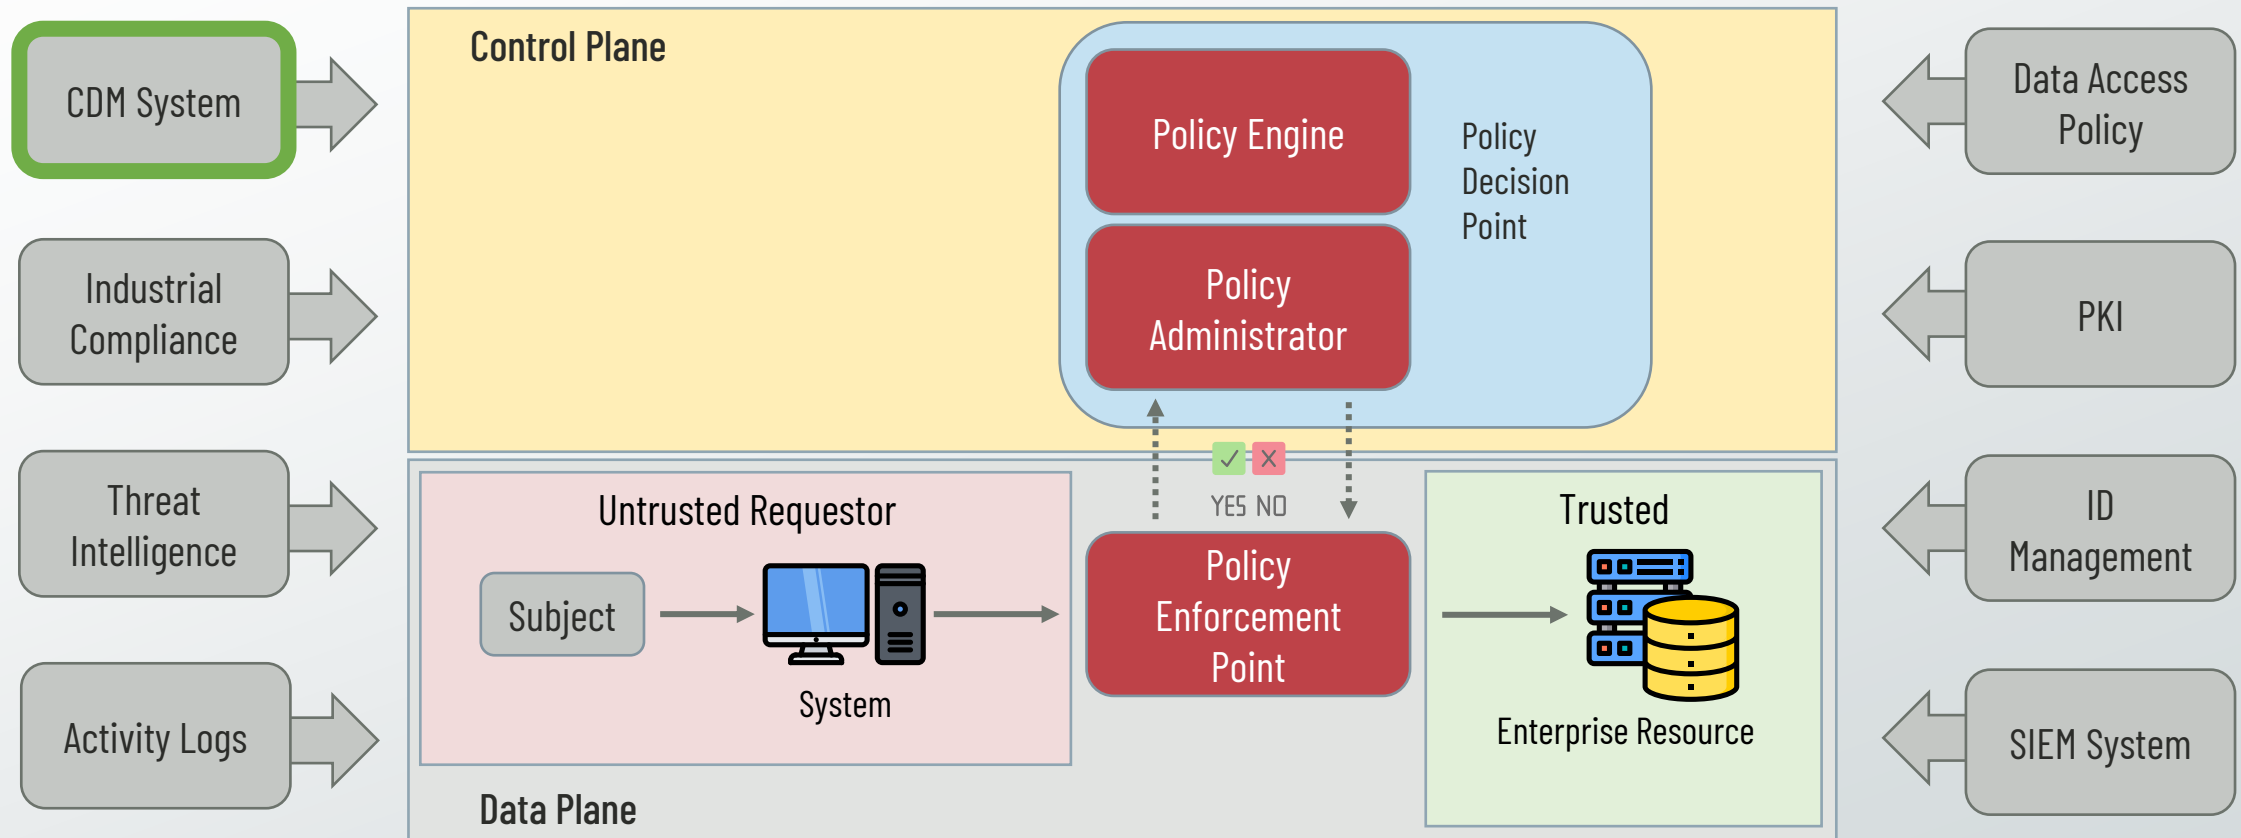 CDM System
Industrial
Compliance
Threat
Intelligence
Activity Logs
Control Plane
Policy Engine
Policy
Administrator
Policy
Decision
Point
YES NO
Untrusted Requestor
Subject
System
Policy
Enforcement
Point
Trusted
Enterprise Resource
Data Plane
Data Access
Policy
PKI
ID
Management
SIEM System